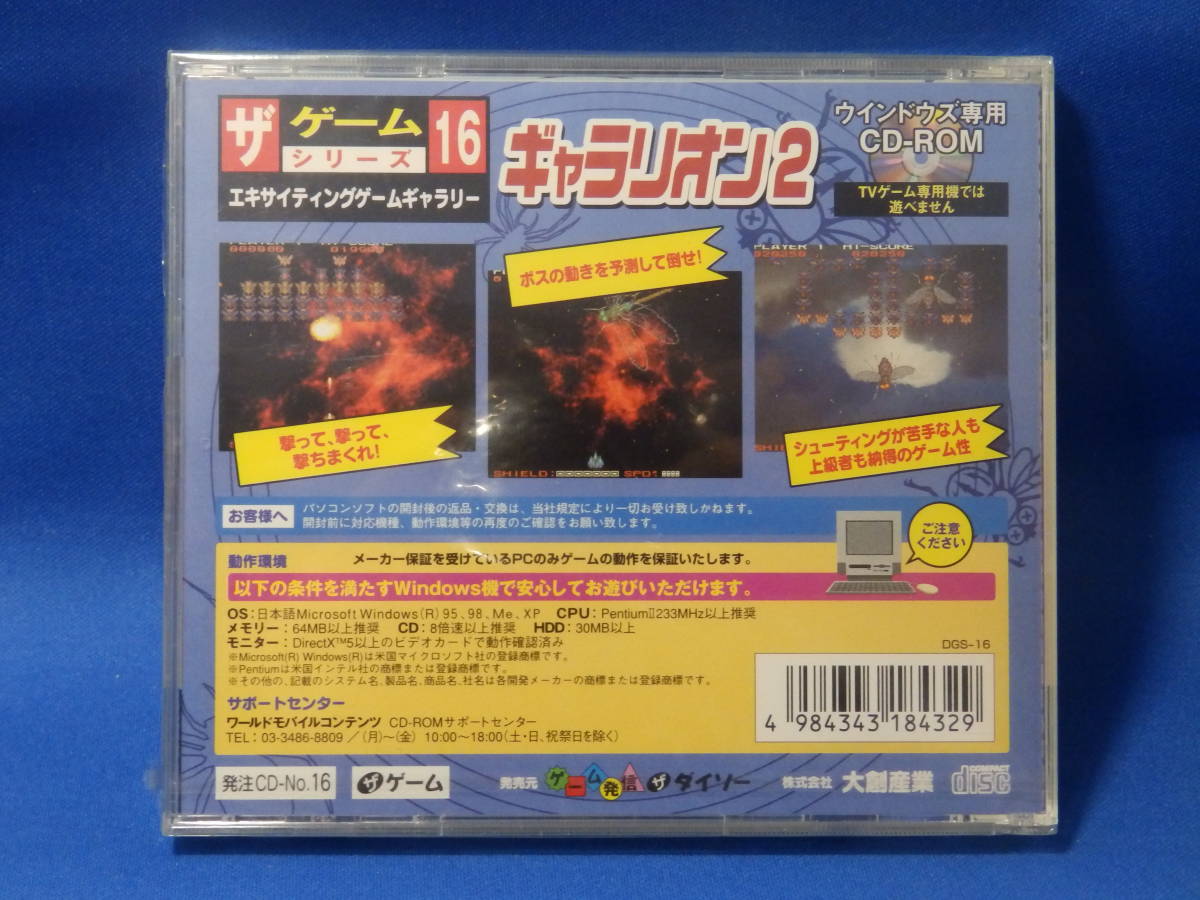 ザ ゲーム シリーズ 16
エキサイティングゲームギャラリー
ギャラリオン2
ウインドウズ専用
CD-ROM
TVゲーム専用機では
遊べません
ボスの動きを予測して倒せ!
PLAYER 1 HI-SCORE
020250 020250
撃って、撃って、
撃ちまくれ!
SHIELD: SPD:
シューティングが苦手な人も
上級者も納得のゲーム性
お客様へ
パソコンソフトの開封後の返品・交換は、当社規定により一切お受け致しかねます。
開封前に対応機種、動作環境等の再度のご確認をお願い致します。
ご注意
ください
動作環境 メーカー保証を受けているPCのみゲームの動作を保証いたします。
以下の条件を満たすWindows機で安心してお遊びいただけます。
OS:日本語Microsoft Windows(R) 95、98、Me、XP CPU:PentiumⅡ233MHz以上推奨
メモリー:64MB以上推奨 CD:8倍速以上推奨 HDD:30MB以上
モニター:DirectX™5以上のビデオカードで動作確認済み
DGS-16
※Microsoft(R) Windows(R)は米国マイクロソフト社の登録商標です。
※Pentiumは米国インテル社の商標または登録商標です。
※その他の、記載のシステム名、製品名、商品名、社名は各開発メーカーの商標または登録商標です。
サポートセンター
ワールドモバイルコンテンツ CD-ROMサポートセンター
TEL:03-3486-8809/(月)〜(金) 10:00〜18:00(土・日、祝祭日を除く)
4 984343 184329
発注CD-No.16
ザ ゲーム
発売元 ゲーム発信 ザ ダイソー
株式会社 大創産業
COMPACT disc